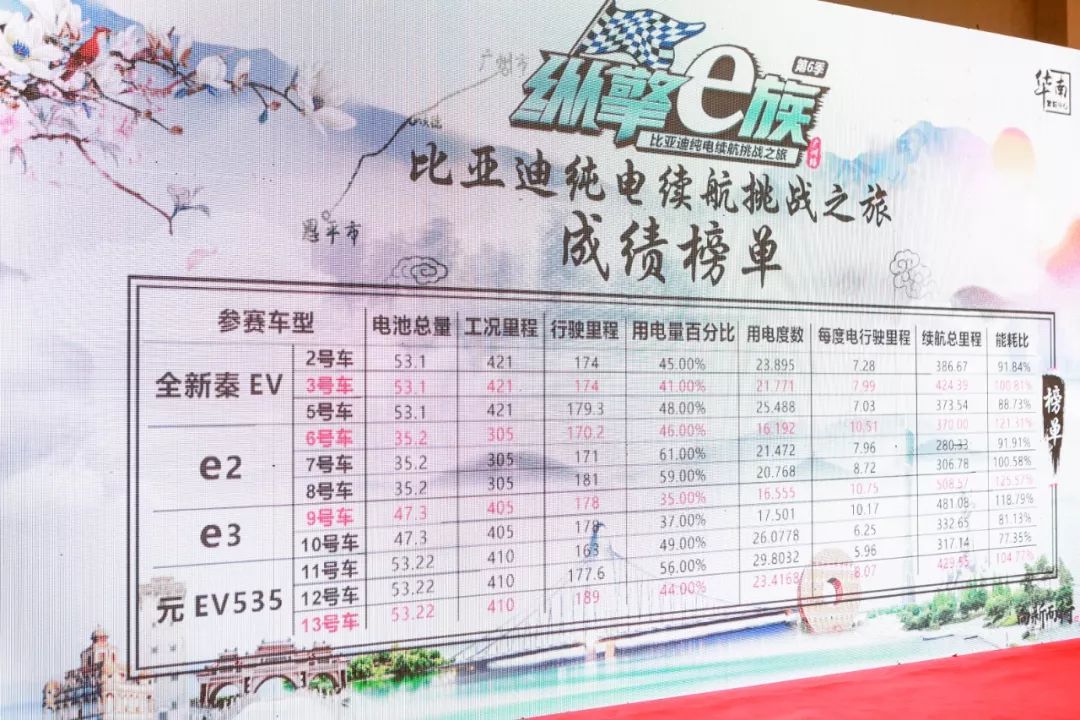 广州市
恩平市
第6季
纵擎e族
比亚迪纯电续航挑战之旅
华南
比亚迪纯电续航挑战之旅
成绩榜单
参赛车型 电池总量 工况里程 行驶里程 用电量百分比 用电度数 每度电行驶里程 续航总里程 能耗比
全新秦 EV
2号车 53.1 421 174 45.00% 23.895 7.28 386.67 91.84%
3号车 53.1 421 174 41.00% 21.771 7.99 424.39 100.81%
5号车 53.1 421 179.3 48.00% 25.488 7.03 373.54 88.73%
e2
6号车 35.2 305 170.2 46.00% 16.192 10.51 370.00 121.31%
7号车 35.2 305 171 61.00% 21.472 7.96 280.33 91.91%
8号车 35.2 305 181 59.00% 20.768 8.72 306.78 100.58%
e3
9号车 47.3 405 178 35.00% 16.555 10.75 508.57 125.57%
10号车 47.3 405 178 37.00% 17.501 10.17 481.08 118.79%
元 EV535
11号车 53.22 410 163 49.00% 26.0778 6.25 332.65 81.13%
12号车 53.22 410 177.6 56.00% 29.8032 5.96 317.14 77.35%
13号车 53.22 410 189 44.00% 23.4168 8.07 429.55 104.77%
榜单